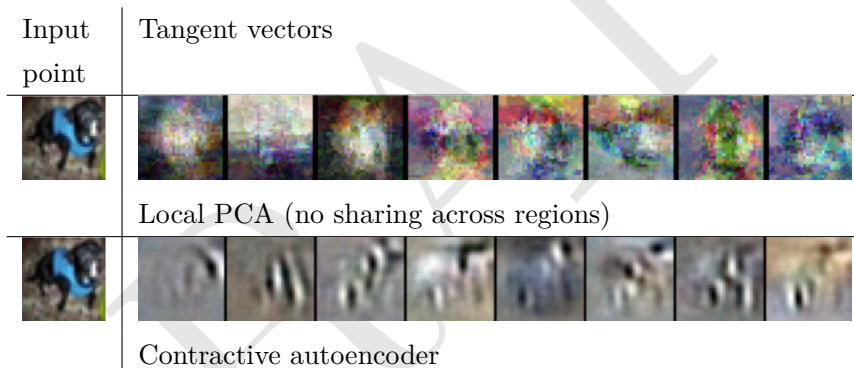 Input Tangent vectors
point
Local PCA (no sharing across regions)
Contractive autoencoder